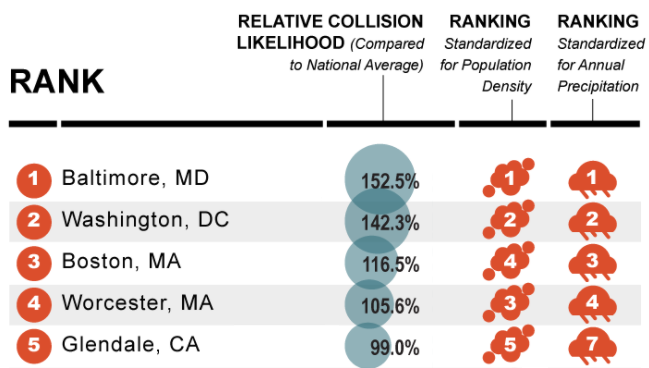 RELATIVE COLLISION
LIKELIHOOD (Compared
to National Average)
RANKING
Standardized
for Population
Density
RANKING
Standardized
for Annual
Precipitation
RANK
1 Baltimore, MD 152.5% 1 1
2 Washington, DC 142.3% 2 2
3 Boston, MA 116.5% 4 3
4 Worcester, MA 105.6% 3 4
5 Glendale, CA 99.0% 5 7